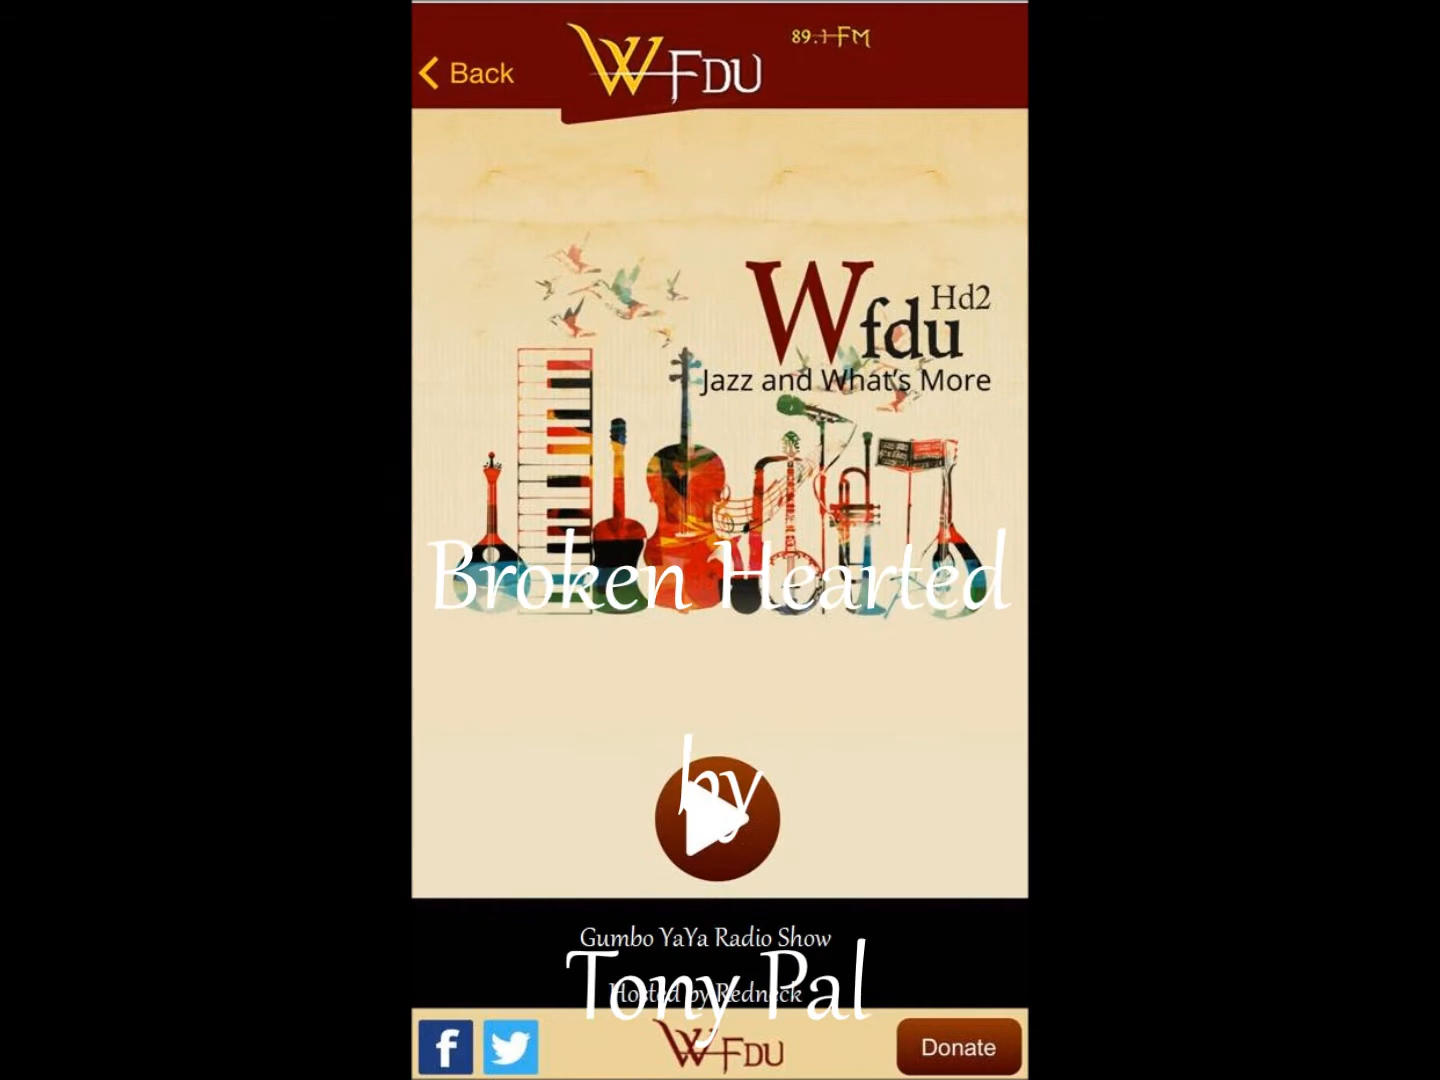 Back
WFDU
89.1 FM
Wfdu Hd2
Jazz and What's More
Broken Hearted
by
Gumbo YaYa Radio Show
Tony Pal
Hosted by Redneck
f
WFDU
Donate